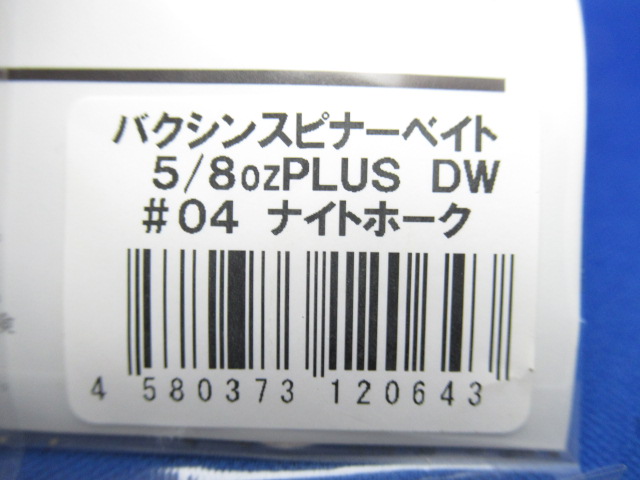 バクシンスピナーベイト
5/8ozPLUS DW
#04 ナイトホーク
4 580373 120643